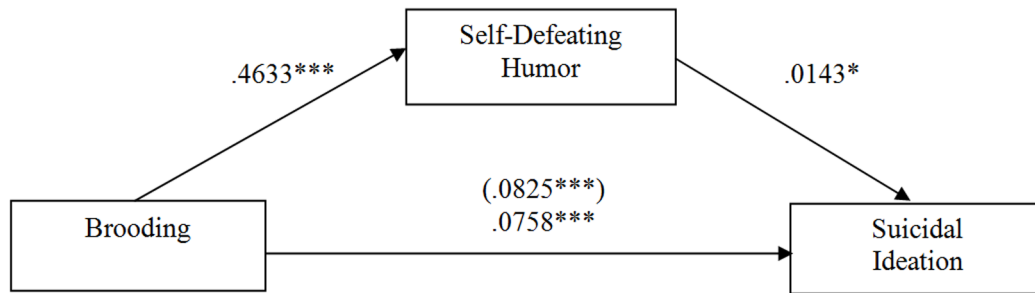 Self-Defeating
Humor
.4633***
.0143*
(.0825***)
.0758***
Brooding
Suicidal
Ideation